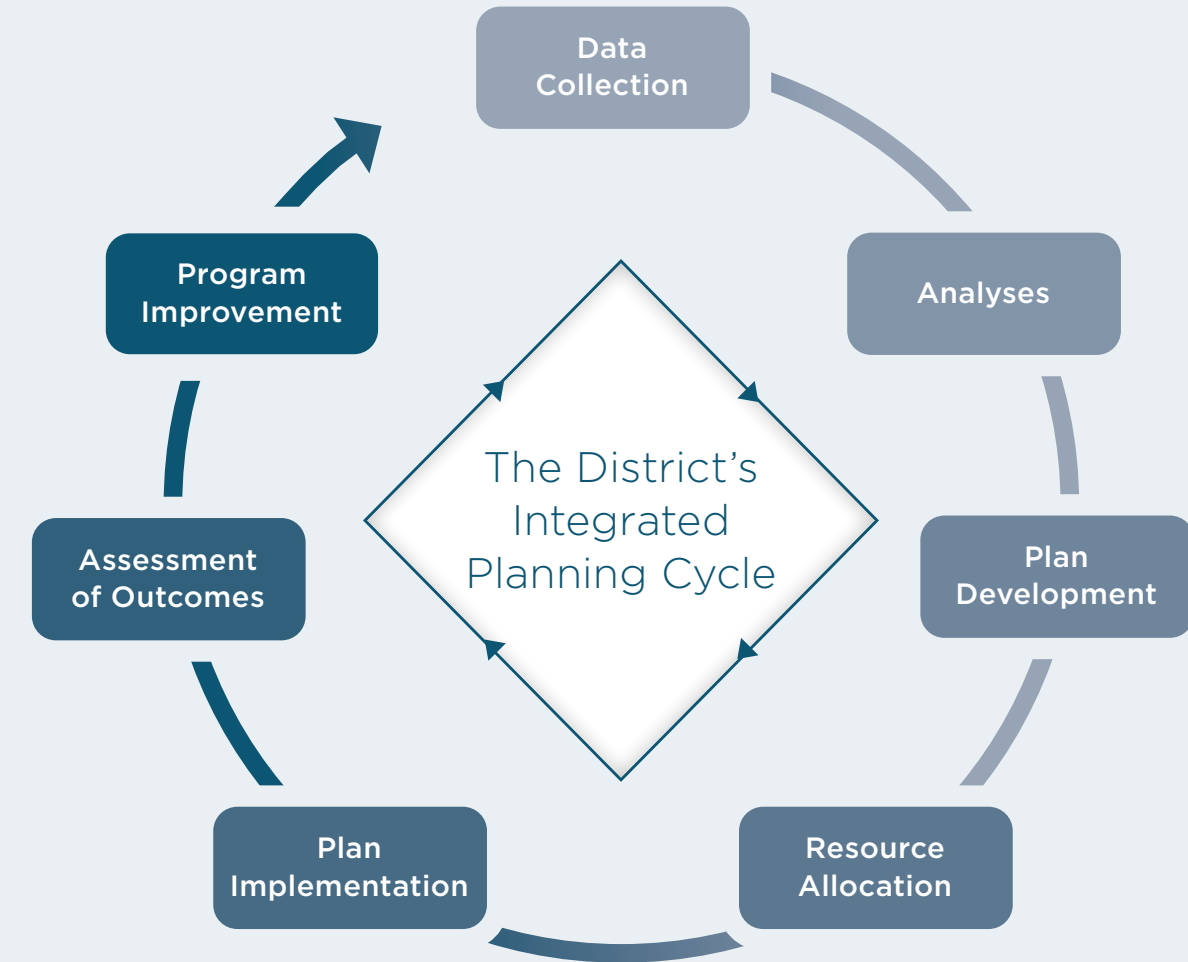 Data
Collection
Analyses
Plan
Development
Resource
Allocation
Plan
Implementation
Assessment
of Outcomes
Program
Improvement
The District’s
Integrated
Planning Cycle